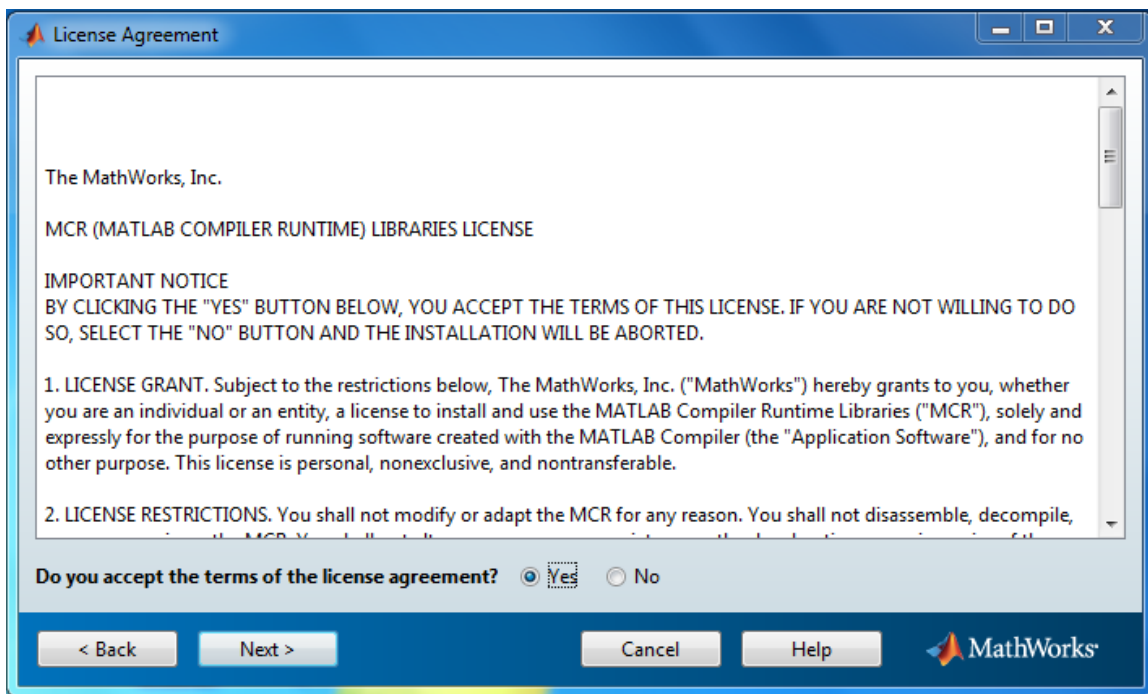 License Agreement
The MathWorks, Inc.
MCR (MATLAB COMPILER RUNTIME) LIBRARIES LICENSE
IMPORTANT NOTICE
BY CLICKING THE "YES" BUTTON BELOW, YOU ACCEPT THE TERMS OF THIS LICENSE. IF YOU ARE NOT WILLING TO DO
SO, SELECT THE "NO" BUTTON AND THE INSTALLATION WILL BE ABORTED.
1. LICENSE GRANT. Subject to the restrictions below, The MathWorks, Inc. ("MathWorks") hereby grants to you, whether
you are an individual or an entity, a license to install and use the MATLAB Compiler Runtime Libraries ("MCR"), solely and
expressly for the purpose of running software created with the MATLAB Compiler (the "Application Software"), and for no
other purpose. This license is personal, nonexclusive, and nontransferable.
2. LICENSE RESTRICTIONS. You shall not modify or adapt the MCR for any reason. You shall not disassemble, decompile,
Do you accept the terms of the license agreement? Yes No
< Back Next > Cancel Help MathWorks